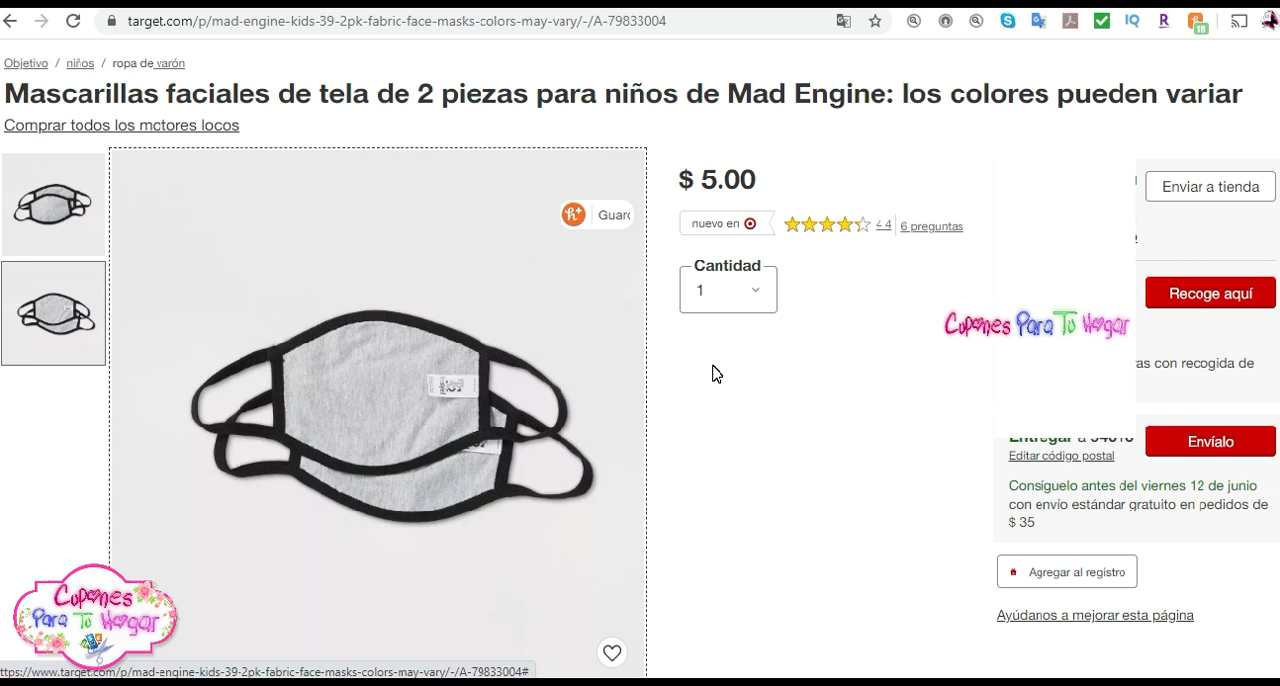 target.com/p/mad-engine-kids-39-2pk-fabric-face-masks-colors-may-vary/-/A-79833004
IQ
R
18
Objetivo / niños / ropa de varón
Mascarillas faciales de tela de 2 piezas para niños de Mad Engine: los colores pueden variar
Comprar todos los motores locos
Guard
$ 5.00
nuevo en
4.4
6 preguntas
Cantidad
1
Enviar a tienda
Recoge aquí
Cupones Para Tu Hogar
as con recogida de
Entregar a
Envíalo
Editar código postal
Consíguelo antes del viernes 12 de junio
con envío estándar gratuito en pedidos de
$ 35
Agregar al registro
Ayúdanos a mejorar esta página
Cupones
Para Tu Hogar
ttps://www.target.com/p/mad-engine-kids-39-2pk-fabric-face-masks-colors-may-vary/-/A-79833004#